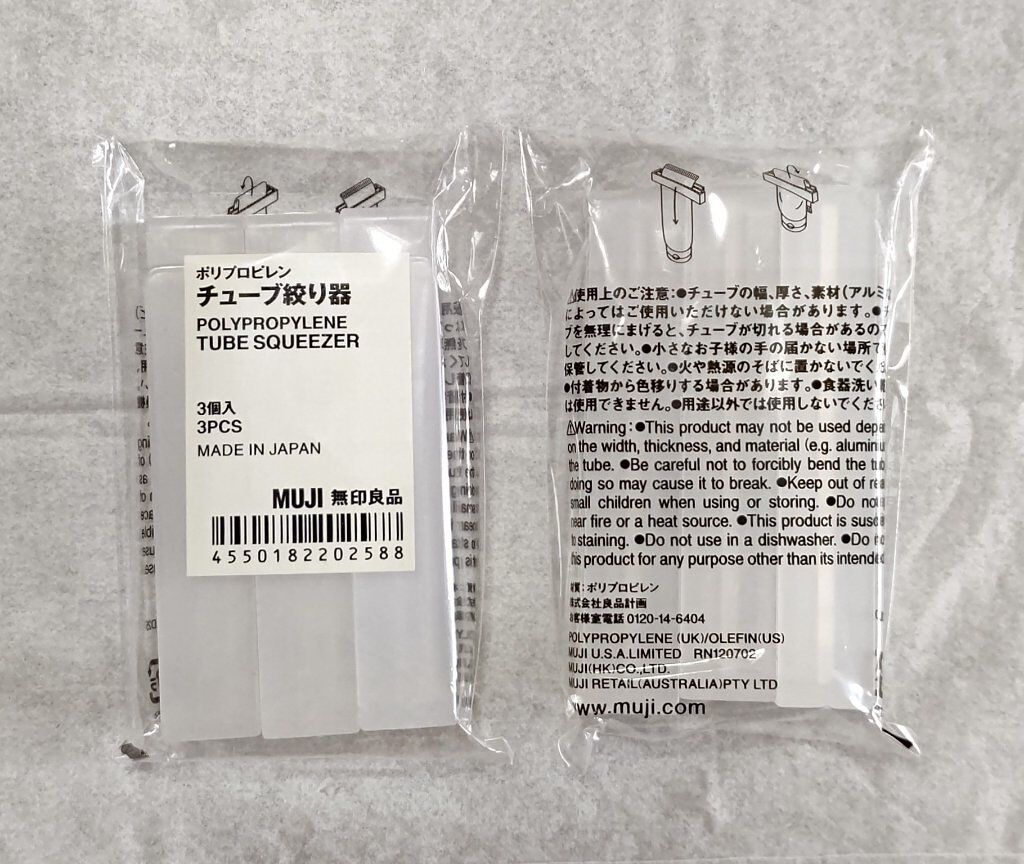 ポリプロピレン
チューブ絞り器
POLYPROPYLENE
TUBE SQUEEZER
3個入
3PCS
MADE IN JAPAN
MUJI 無印良品
4550182202588
⚠使用上のご注意:●チューブの幅、厚さ、素材(アルミ
によってはご使用いただけない場合があります。●チ
ブを無理にまげると、チューブが切れる場合があるので
してください。●小さなお子様の手の届かない場所で
保管してください。●火や熱源のそばに置かないでく
●付着物から色移りする場合があります。●食器洗い
は使用できません。●用途以外では使用しないでくださ
⚠Warning: ●This product may not be used depe
on the width, thickness, and material (e.g. aluminu
the tube. ●Be careful not to forcibly bend the tub
doing so may cause it to break. ●Keep out of rea
small children when using or storing. ●Do not
near fire or a heat source. ●This product is susce
to staining. ●Do not use in a dishwasher. ●Do n
this product for any purpose other than its intende
材質:ポリプロピレン
株式会社良品計画
お客様室電話 0120-14-6404
POLYPROPYLENE (UK)/OLEFIN(US)
MUJI U.S.A.LIMITED RN120702
MUJI(HK)CO.,LTD.
MUJI RETAIL(AUSTRALIA)PTY LTD
www.muji.com